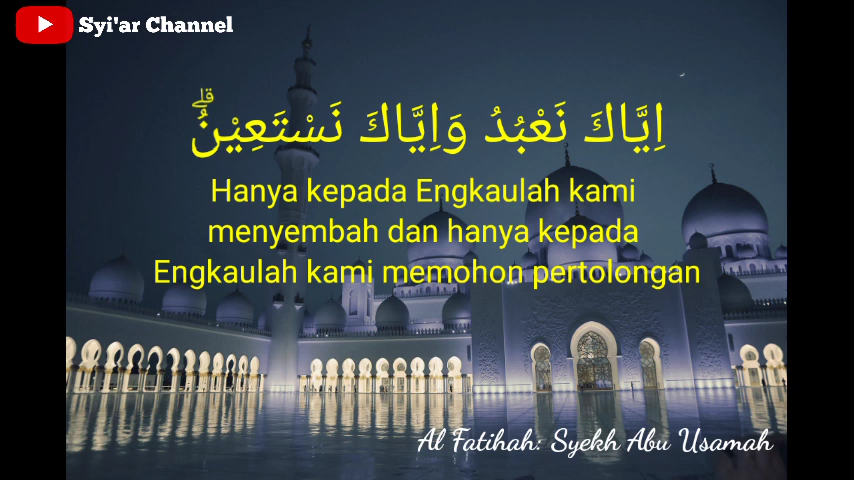 Syi'ar Channel
اِيَّاكَ نَعْبُدُ وَاِيَّاكَ نَسْتَعِيْنُۗ
Hanya kepada Engkaulah kami
menyembah dan hanya kepada
Engkaulah kami memohon pertolongan
Al Fatihah: Syekh Abu Usamah